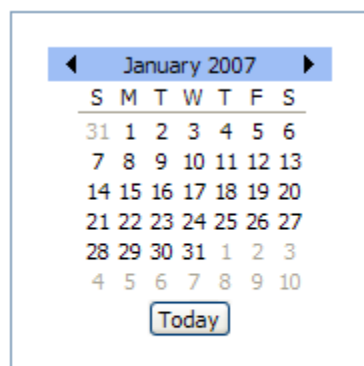 January 2007
S M T W T F S
31 1 2 3 4 5 6
7 8 9 10 11 12 13
14 15 16 17 18 19 20
21 22 23 24 25 26 27
28 29 30 31 1 2 3
4 5 6 7 8 9 10
Today